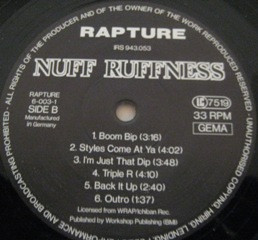 ALL RIGHTS OF THE PRODUCER AND OF THE OWNER OF THE WORK REPRODUCED RESERVED - UNAUTHORISED COPYING, HIRING, LENDING, PUBLIC PERFORMANCE AND BROADCASTING PROHIBITED -
RAPTURE
IRS 943.053
NUFF RUFFNESS
RAPTURE
6-003-1
SIDE B
Manufactured
in Germany
LC 7519
33 RPM
GEMA
1. Boom Bip (3:16)
2. Styles Come At Ya (4:02)
3. I'm Just That Dip (3:48)
4. Triple R (4:10)
5. Back It Up (2:40)
6. Outro (1:37)
Licensed from WRAP/Ichiban Rec.
Published by Workshop Publishing (BMI)